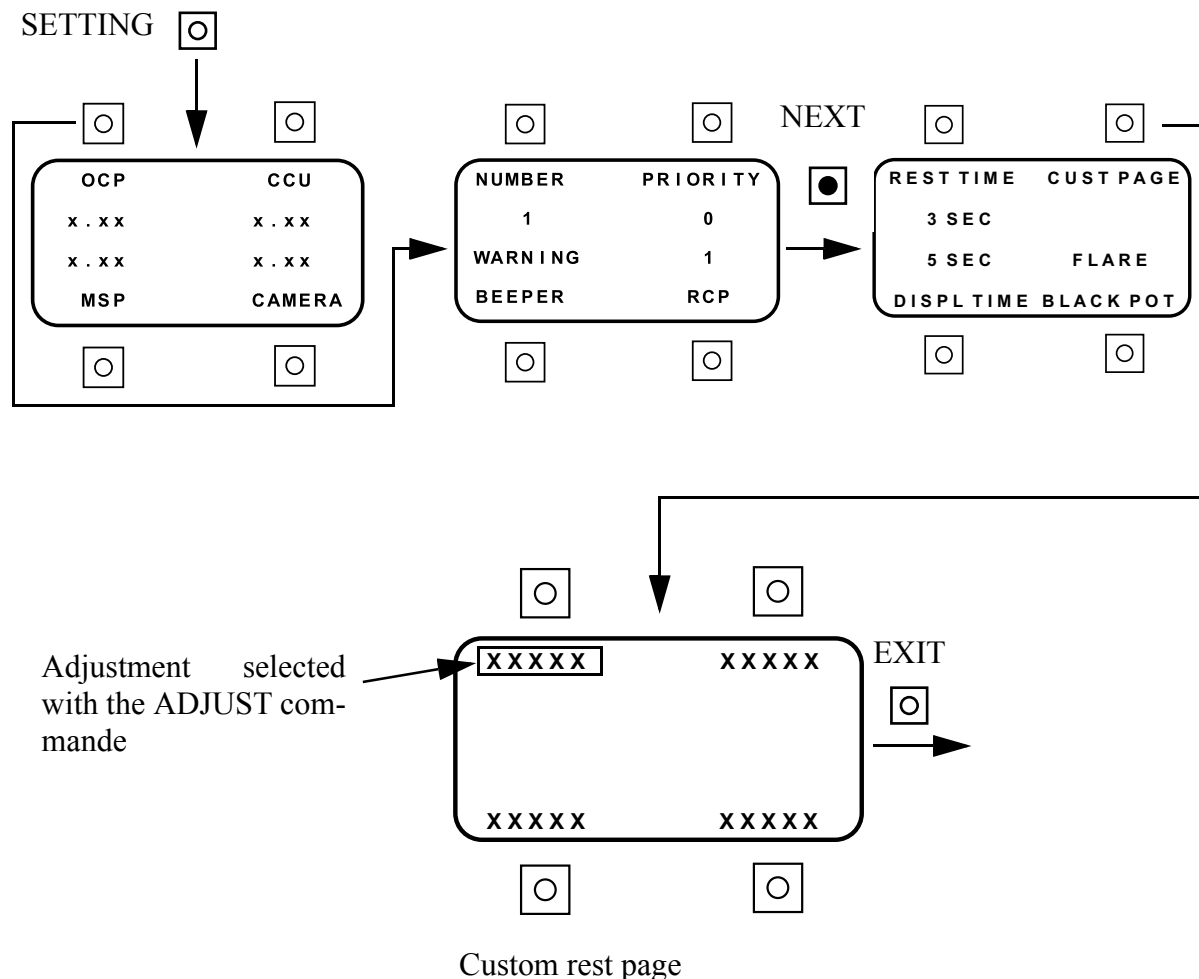 SETTING
NEXT
OCP CCU
x.xx x.xx
x.xx x.xx
MSP CAMERA
NUMBER PRIORITY
1 0
WARNING 1
BEEPER RCP
REST TIME CUST PAGE
3 SEC
5 SEC FLARE
DISPL TIME BLACK POT
Adjustment selected
with the ADJUST com-
mande
XXXXX XXXXX
XXXXX XXXXX
EXIT
Custom rest page